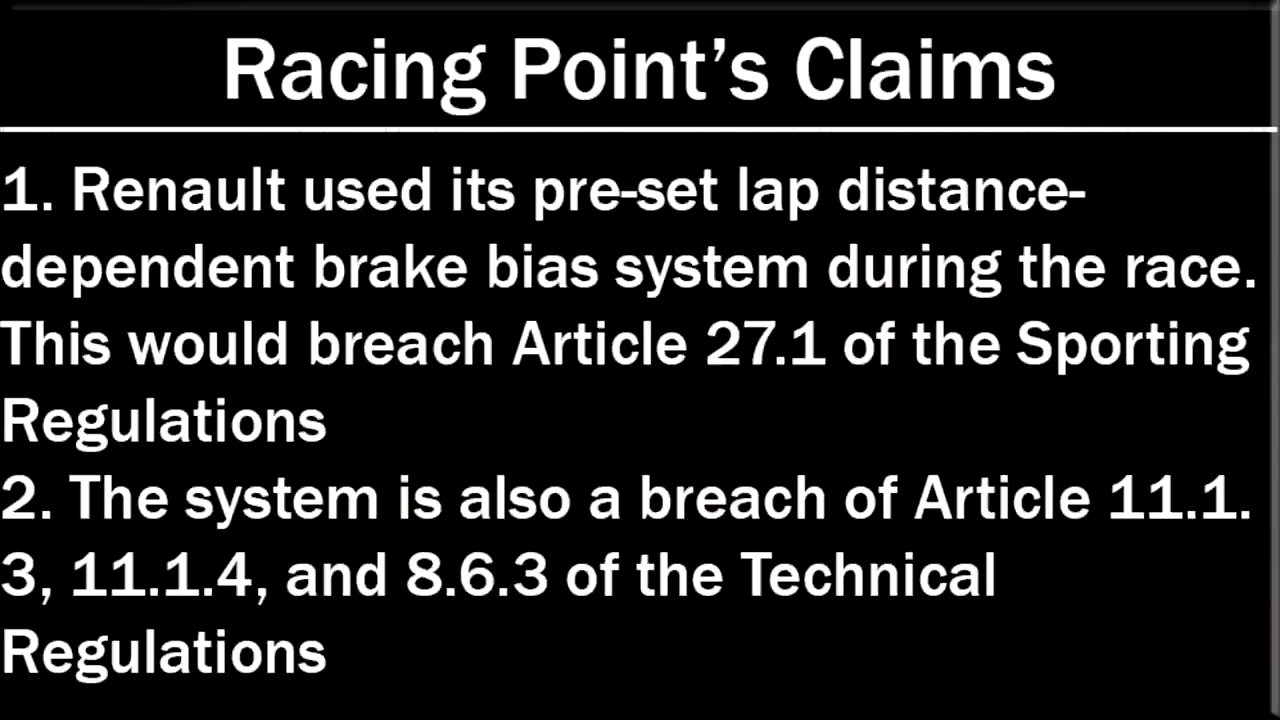 Racing Point’s Claims
1. Renault used its pre-set lap distance-
dependent brake bias system during the race.
This would breach Article 27.1 of the Sporting
Regulations
2. The system is also a breach of Article 11.1.
3, 11.1.4, and 8.6.3 of the Technical
Regulations